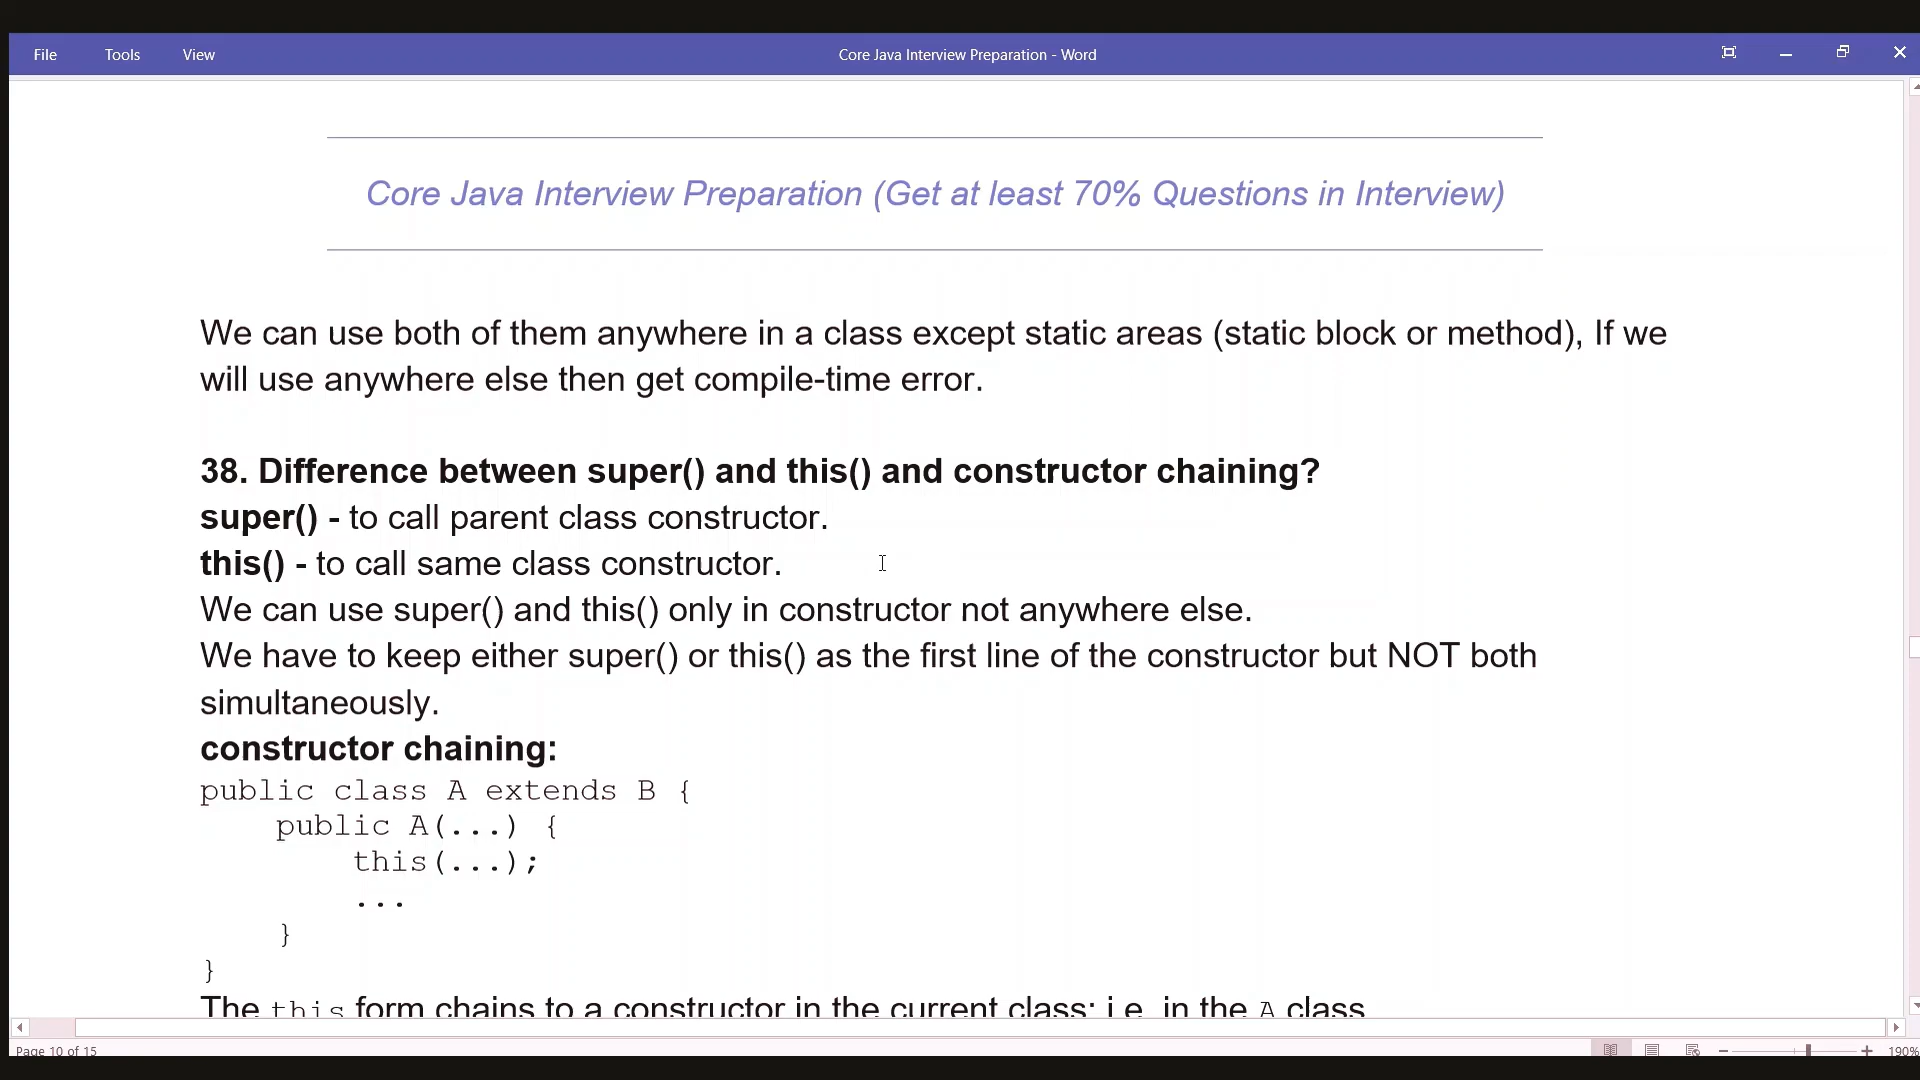 File Tools View Core Java Interview Preparation - Word
Core Java Interview Preparation (Get at least 70% Questions in Interview)
We can use both of them anywhere in a class except static areas (static block or method), If we
will use anywhere else then get compile-time error.
38. Difference between super() and this() and constructor chaining?
super() - to call parent class constructor.
this() - to call same class constructor.
We can use super() and this() only in constructor not anywhere else.
We have to keep either super() or this() as the first line of the constructor but NOT both
simultaneously.
constructor chaining:
public class A extends B {
public A(...) {
this(...);
...
}
}
The this form chains to a constructor in the current class; i.e. in the A class
Page 10 of 15 190%